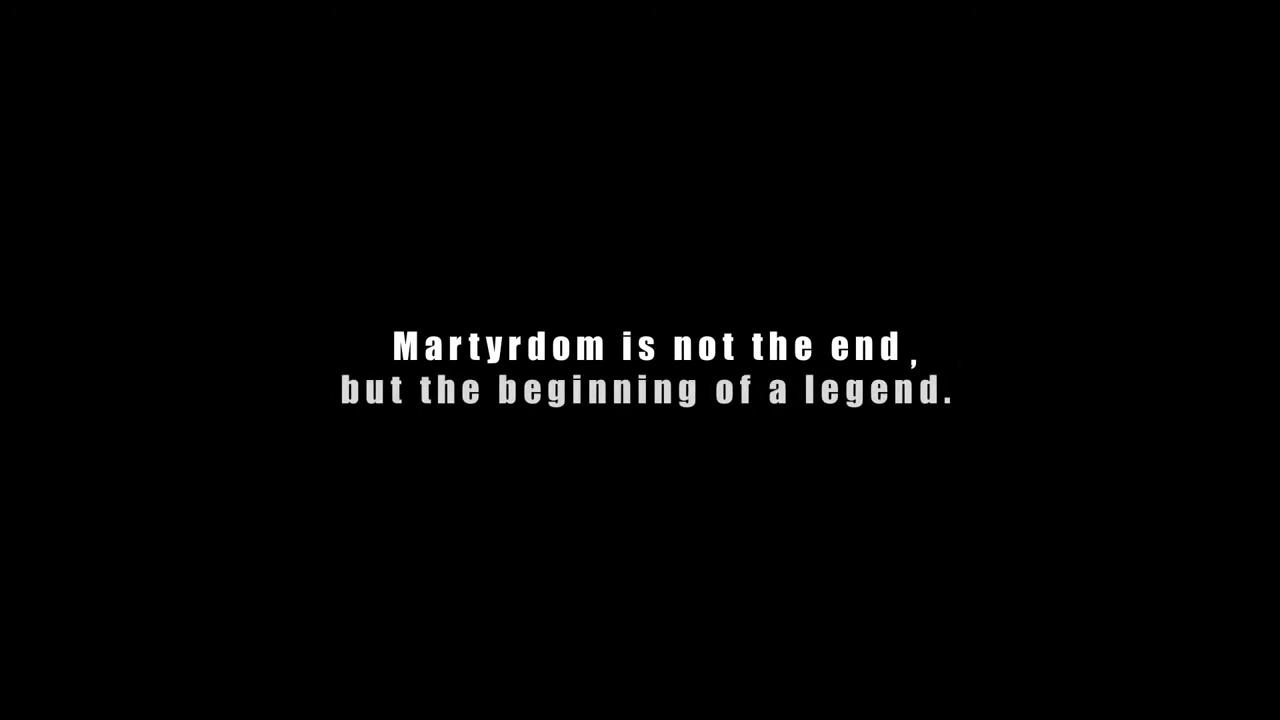 Martyrdom is not the end ,
but the beginning of a legend.